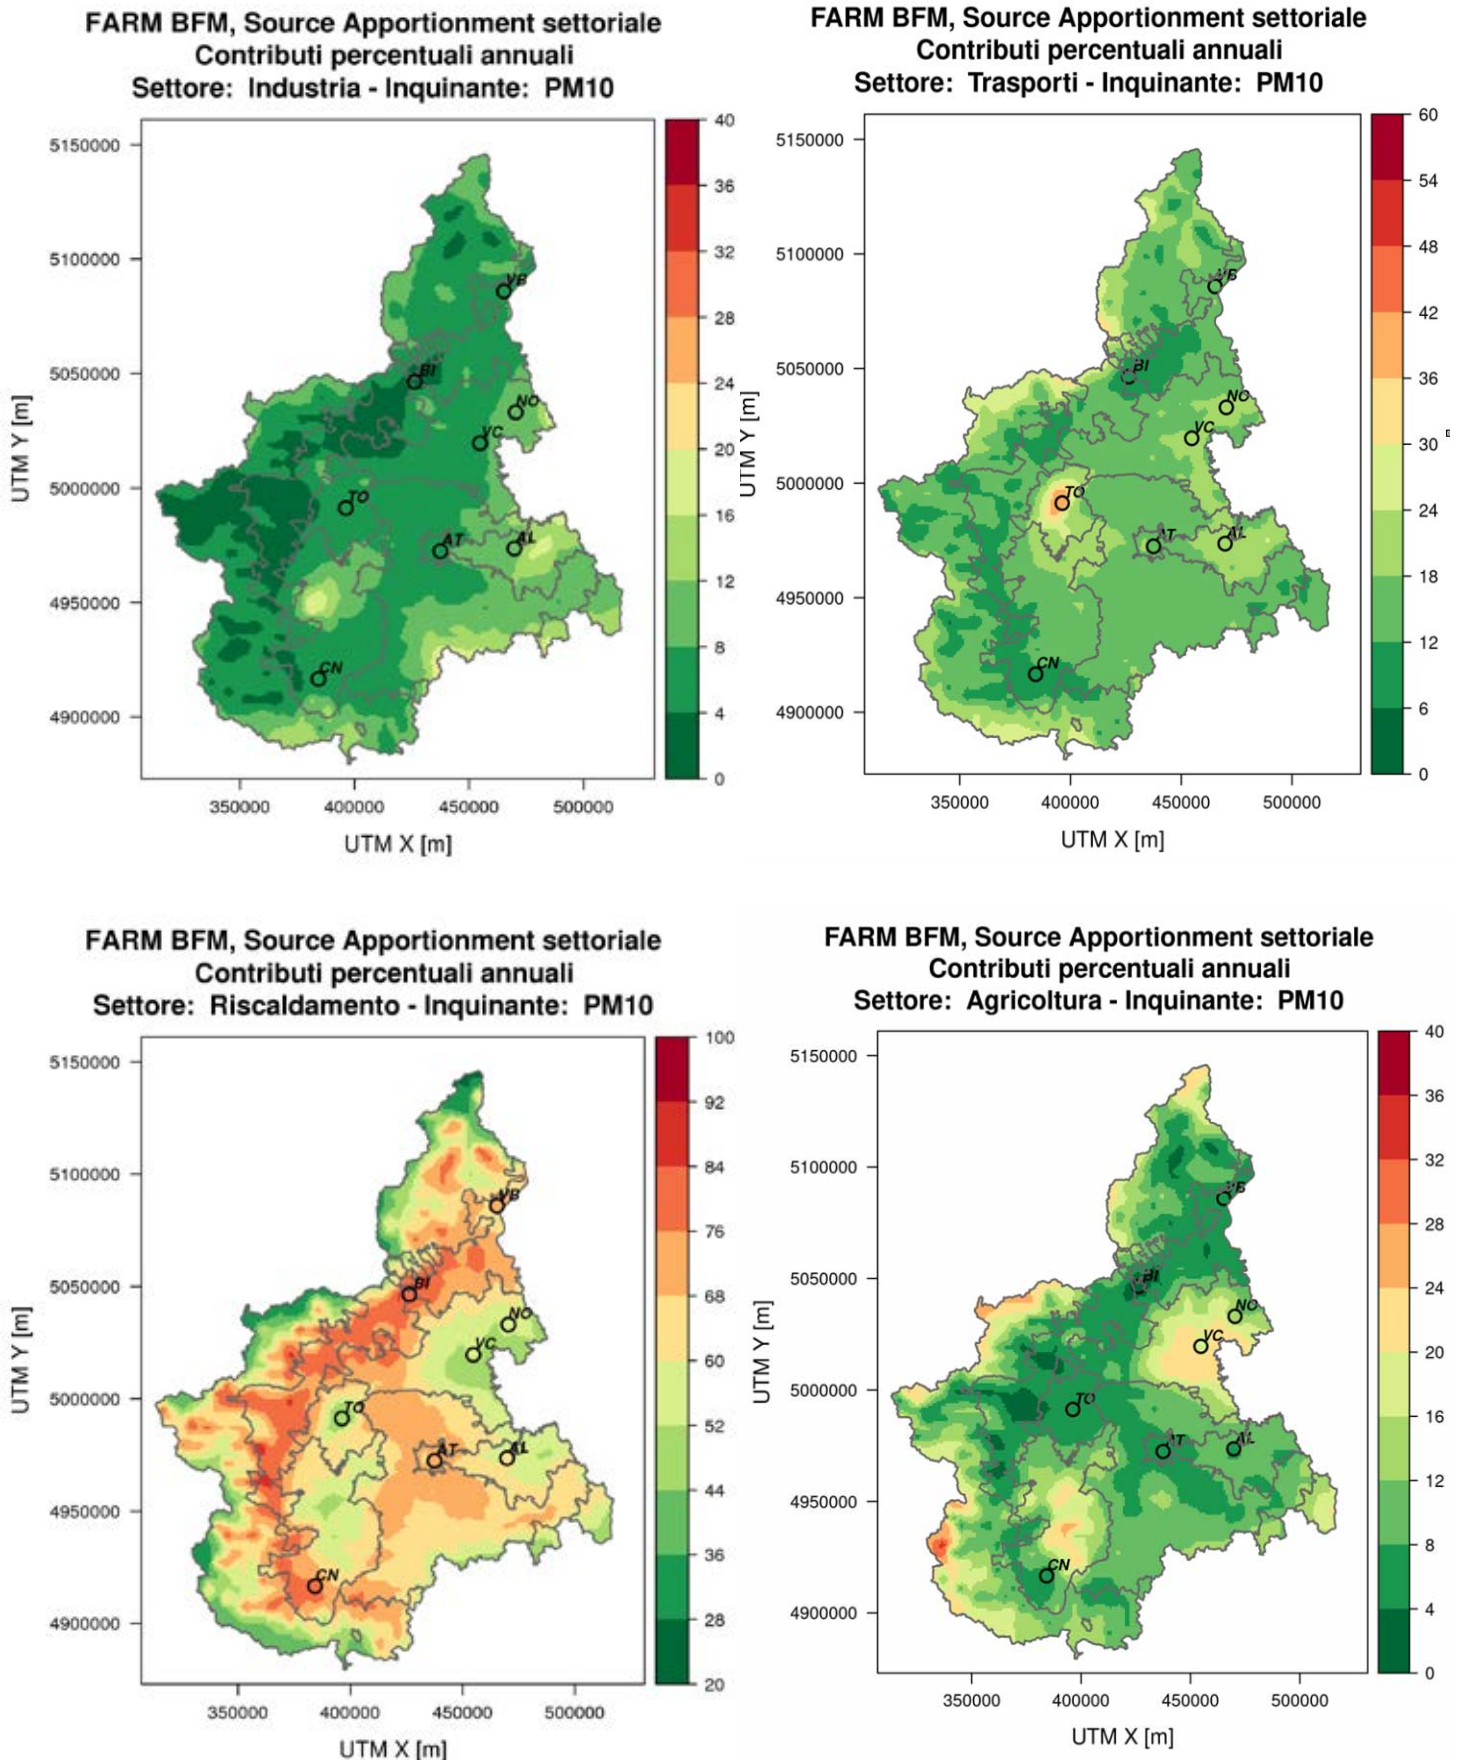 FARM BFM, Source Apportionment settoriale
Contributi percentuali annuali
Settore: Industria - Inquinante: PM10
5150000
5100000
5050000
5000000
4950000
4900000
UTM Y [m]
VB
BI
NO
VC
TO
AT
AL
CN
40
36
32
28
24
20
16
12
8
4
0
350000 400000 450000 500000
UTM X [m]
FARM BFM, Source Apportionment settoriale
Contributi percentuali annuali
Settore: Trasporti - Inquinante: PM10
5150000
5100000
5050000
5000000
4950000
4900000
UTM Y [m]
VB
BI
NO
VC
TO
AT
AL
CN
60
54
48
42
36
30
24
18
12
6
0
350000 400000 450000 500000
UTM X [m]
FARM BFM, Source Apportionment settoriale
Contributi percentuali annuali
Settore: Riscaldamento - Inquinante: PM10
5150000
5100000
5050000
5000000
4950000
4900000
UTM Y [m]
VB
BI
NO
VC
TO
AT
AL
CN
100
92
84
76
68
60
52
44
36
28
20
350000 400000 450000 500000
UTM X [m]
FARM BFM, Source Apportionment settoriale
Contributi percentuali annuali
Settore: Agricoltura - Inquinante: PM10
5150000
5100000
5050000
5000000
4950000
4900000
UTM Y [m]
VB
BI
NO
VC
TO
AT
AL
CN
40
36
32
28
24
20
16
12
8
4
0
350000 400000 450000 500000
UTM X [m]